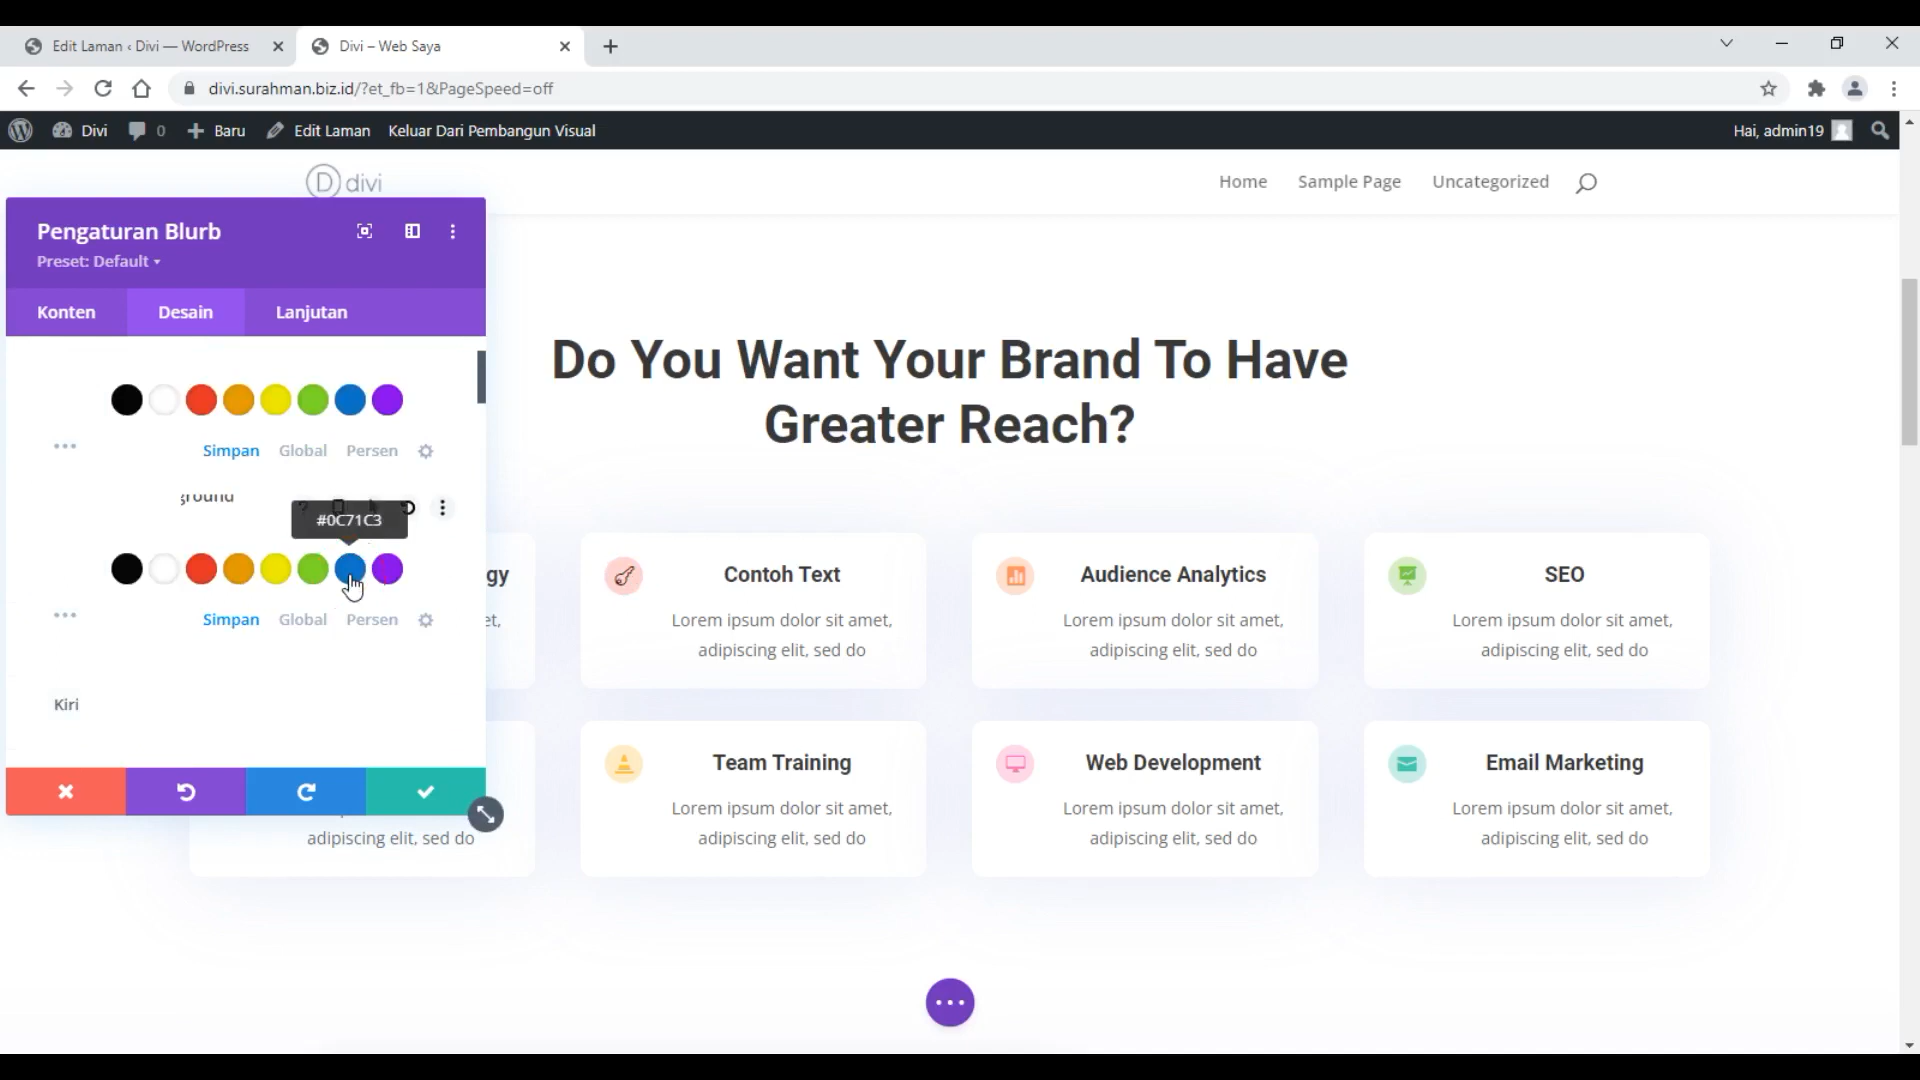 Edit Laman ‹ Divi — WordPress
Divi – Web Saya
divi.surahman.biz.id/?et_fb=1&PageSpeed=off
Divi
0
Baru
Edit Laman
Keluar Dari Pembangun Visual
Hai, admin19
D divi
Home
Sample Page
Uncategorized
Pengaturan Blurb
Preset: Default
Konten
Desain
Lanjutan
Simpan
Global
Persen
#0C71C3
Simpan
Global
Persen
Kiri
Do You Want Your Brand To Have
Greater Reach?
gy
et,
Contoh Text
Lorem ipsum dolor sit amet,
adipiscing elit, sed do
Audience Analytics
Lorem ipsum dolor sit amet,
adipiscing elit, sed do
SEO
Lorem ipsum dolor sit amet,
adipiscing elit, sed do
adipiscing elit, sed do
Team Training
Lorem ipsum dolor sit amet,
adipiscing elit, sed do
Web Development
Lorem ipsum dolor sit amet,
adipiscing elit, sed do
Email Marketing
Lorem ipsum dolor sit amet,
adipiscing elit, sed do